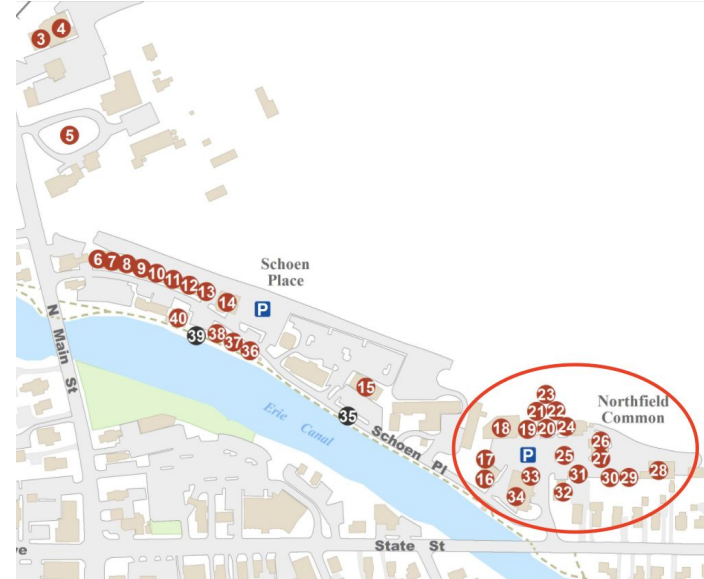 3 4
5
6 7 8 9 10 11 12 13 14
Schoen
Place
P
40 39 38 37 36
15
35
N Main St
Erie Canal
Schoen Pl
Northfield
Common
23
21 22
18 19 20 24
17 P 25 26
27
16 33 31 30 29 28
34 32
State St
ve